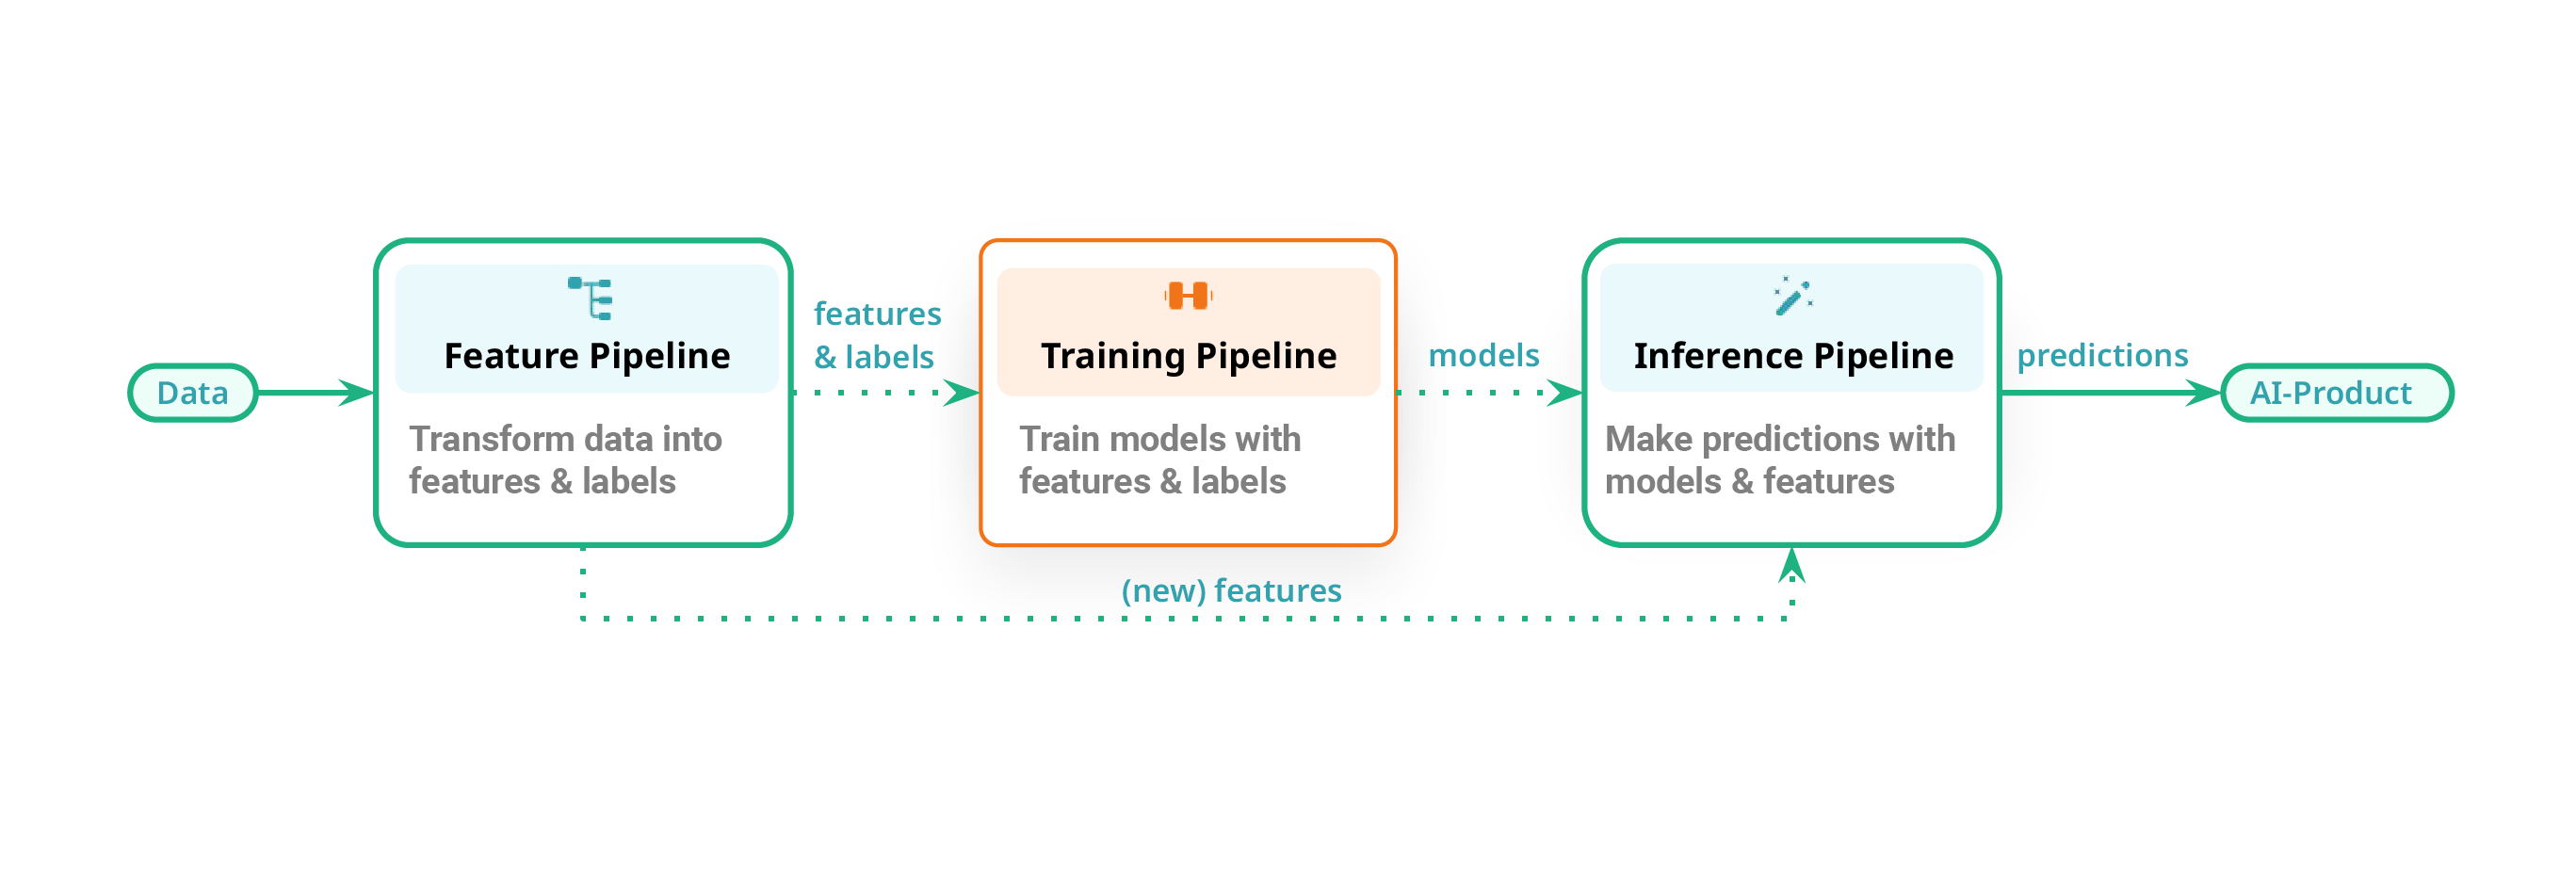 Data
Feature Pipeline
Transform data into
features & labels
features
& labels
Training Pipeline
Train models with
features & labels
models
Inference Pipeline
Make predictions with
models & features
predictions
AI-Product
(new) features